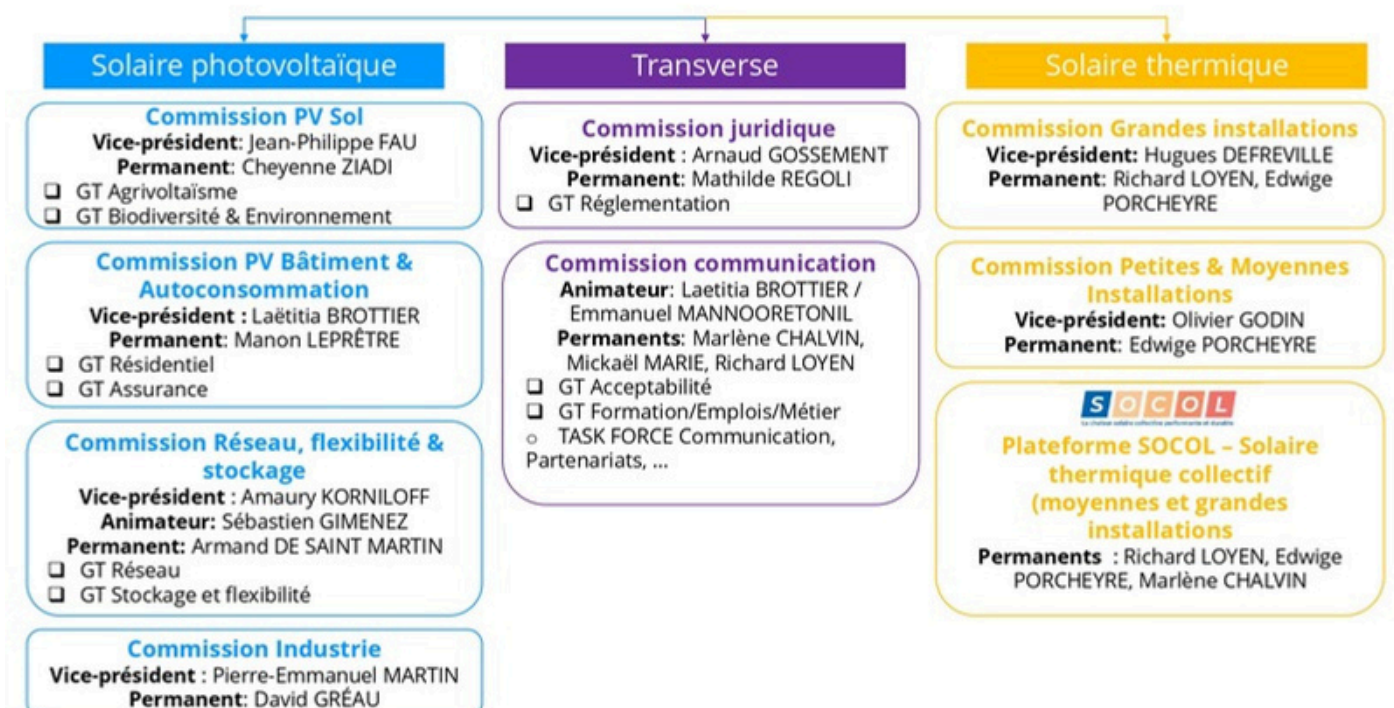 Solaire photovoltaïque
Commission PV Sol
Vice-président: Jean-Philippe FAU
Permanent: Cheyenne ZIADI
GT Agrivoltaïsme
GT Biodiversité & Environnement
Commission PV Bâtiment &
Autoconsommation
Vice-président : Laëtitia BROTTIER
Permanent: Manon LEPRÊTRE
GT Résidentiel
GT Assurance
Commission Réseau, flexibilité &
stockage
Vice-président : Amaury KORNILOFF
Animateur: Sébastien GIMENEZ
Permanent: Armand DE SAINT MARTIN
GT Réseau
GT Stockage et flexibilité
Commission Industrie
Vice-président : Pierre-Emmanuel MARTIN
Permanent: David GRÉAU
Transverse
Commission juridique
Vice-président : Arnaud GOSSEMENT
Permanent: Mathilde REGOLI
GT Réglementation
Commission communication
Animateur: Laetitia BROTTIER /
Emmanuel MANNOORETONIL
Permanents: Marlène CHALVIN,
Mickaël MARIE, Richard LOYEN
GT Acceptabilité
GT Formation/Emplois/Métier
TASK FORCE Communication,
Partenariats, ...
Solaire thermique
Commission Grandes installations
Vice-président: Hugues DEFREVILLE
Permanent: Richard LOYEN, Edwige
PORCHEYRE
Commission Petites & Moyennes
Installations
Vice-président: Olivier GODIN
Permanent: Edwige PORCHEYRE
SOCOL
La chaleur solaire collective performante et durable
Plateforme SOCOL – Solaire
thermique collectif
(moyennes et grandes
installations
Permanents : Richard LOYEN, Edwige
PORCHEYRE, Marlène CHALVIN